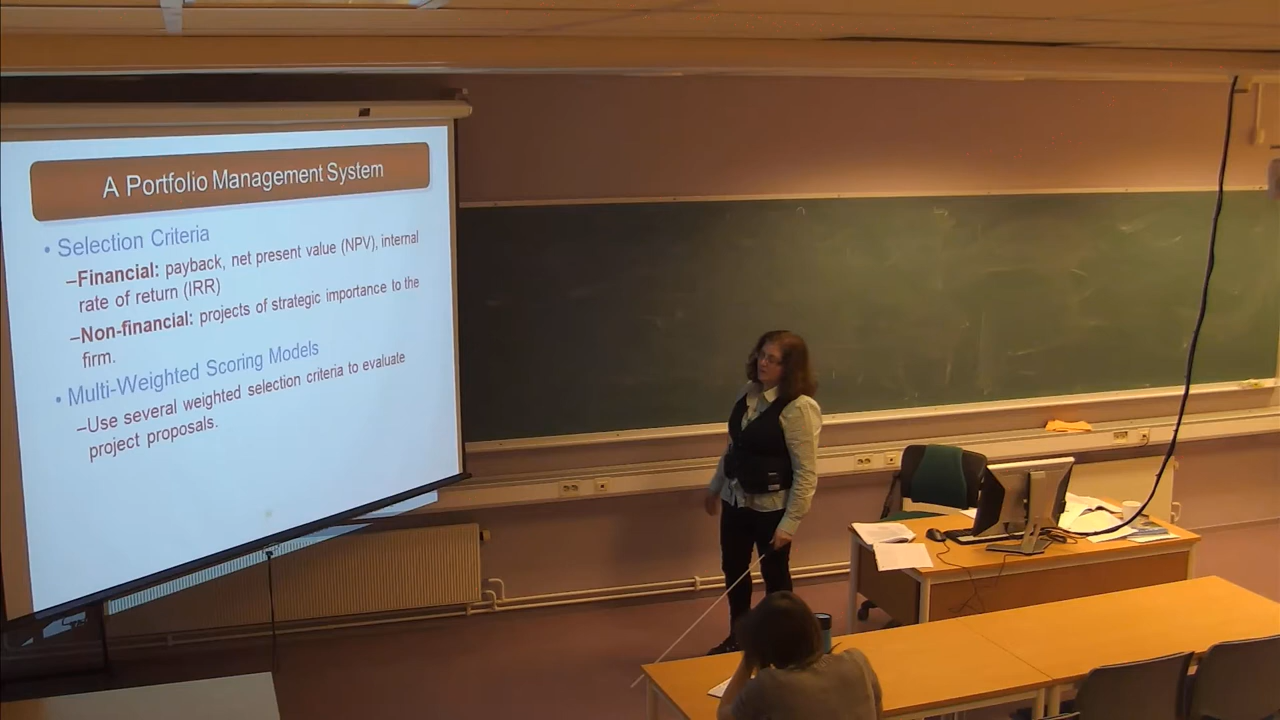 A Portfolio Management System
• Selection Criteria
–Financial: payback, net present value (NPV), internal
rate of return (IRR)
–Non-financial: projects of strategic importance to the
firm.
• Multi-Weighted Scoring Models
–Use several weighted selection criteria to evaluate
project proposals.